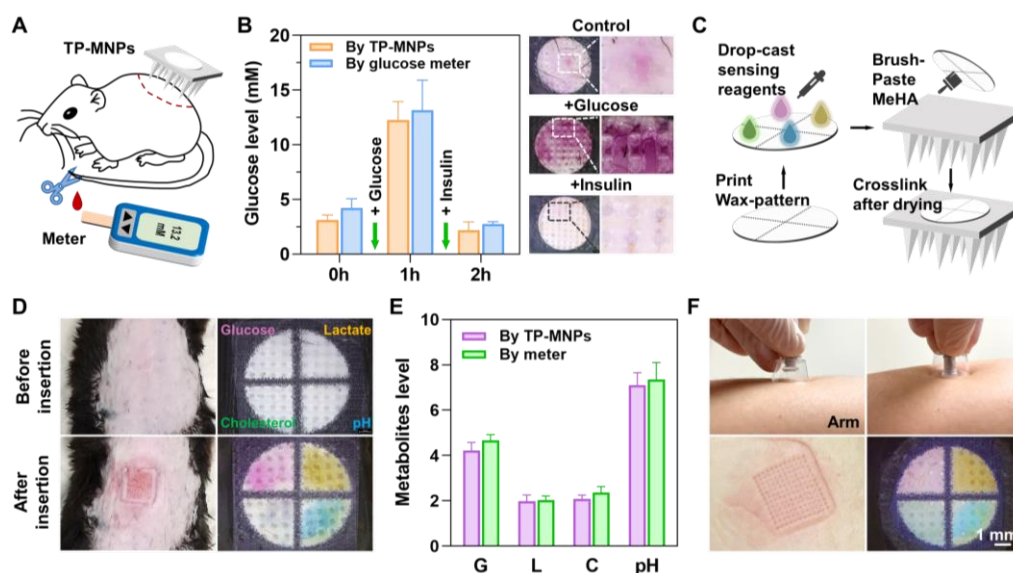 A
TP-MNPs
Meter
13.2
mM
B
Glucose level (mM)
20
15
10
5
0
By TP-MNPs
By glucose meter
+ Glucose
+ Insulin
0h
1h
2h
Control
+Glucose
+Insulin
C
Drop-cast
sensing
reagents
Brush-
Paste
MeHA
Print
Wax-pattern
Crosslink
after drying
D
Before
insertion
After
insertion
Glucose
Lactate
Cholesterol
pH
E
Metabolites level
10
8
6
4
2
0
By TP-MNPs
By meter
G
L
C
pH
F
Arm
1 mm